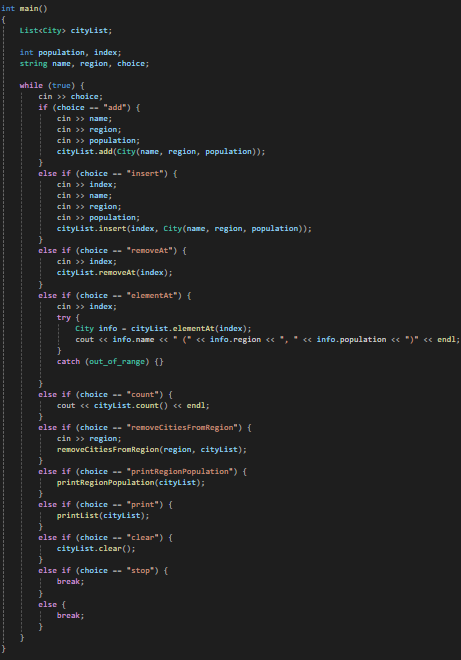 int main()
{
    List<City> cityList;

    int population, index;
    string name, region, choice;

    while (true) {
        cin >> choice;
        if (choice == "add") {
            cin >> name;
            cin >> region;
            cin >> population;
            cityList.add(City(name, region, population));
        }
        else if (choice == "insert") {
            cin >> index;
            cin >> name;
            cin >> region;
            cin >> population;
            cityList.insert(index, City(name, region, population));
        }
        else if (choice == "removeAt") {
            cin >> index;
            cityList.removeAt(index);
        }
        else if (choice == "elementAt") {
            cin >> index;
            try {
                City info = cityList.elementAt(index);
                cout << info.name << " (" << info.region << ", " << info.population << ")" << endl;
            }
            catch (out_of_range) {}

        }
        else if (choice == "count") {
            cout << cityList.count() << endl;
        }
        else if (choice == "removeCitiesFromRegion") {
            cin >> region;
            removeCitiesFromRegion(region, cityList);
        }
        else if (choice == "printRegionPopulation") {
            printRegionPopulation(cityList);
        }
        else if (choice == "print") {
            printList(cityList);
        }
        else if (choice == "clear") {
            cityList.clear();
        }
        else if (choice == "stop") {
            break;
        }
        else {
            break;
        }
    }
}